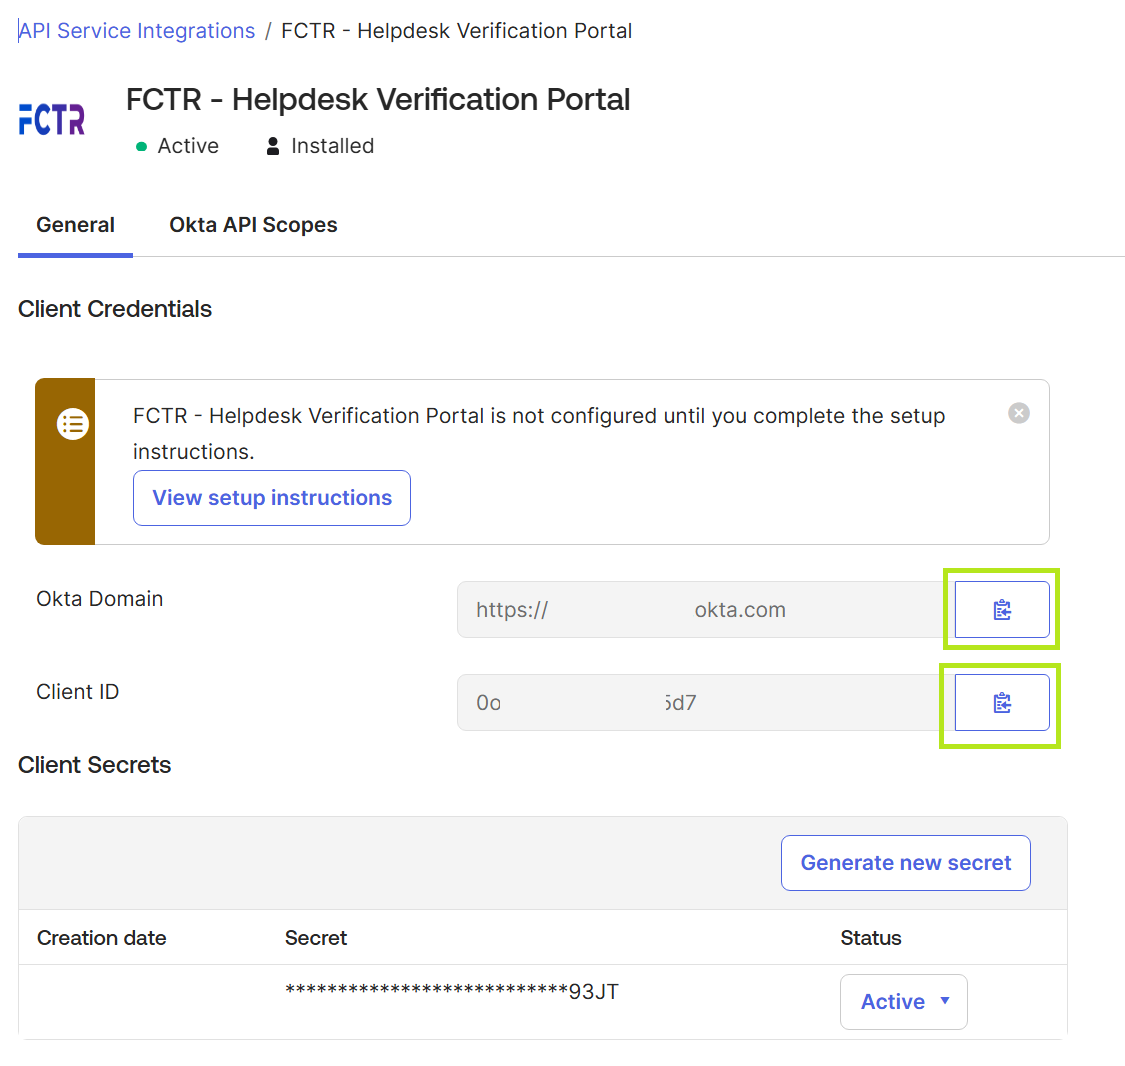 API Service Integrations / FCTR - Helpdesk Verification Portal
FCTR
FCTR - Helpdesk Verification Portal
Active Installed
General Okta API Scopes
Client Credentials
FCTR - Helpdesk Verification Portal is not configured until you complete the setup
instructions.
View setup instructions
Okta Domain https:// okta.com
Client ID 0o 5d7
Client Secrets
Generate new secret
Creation date Secret Status
***************************93JT Active